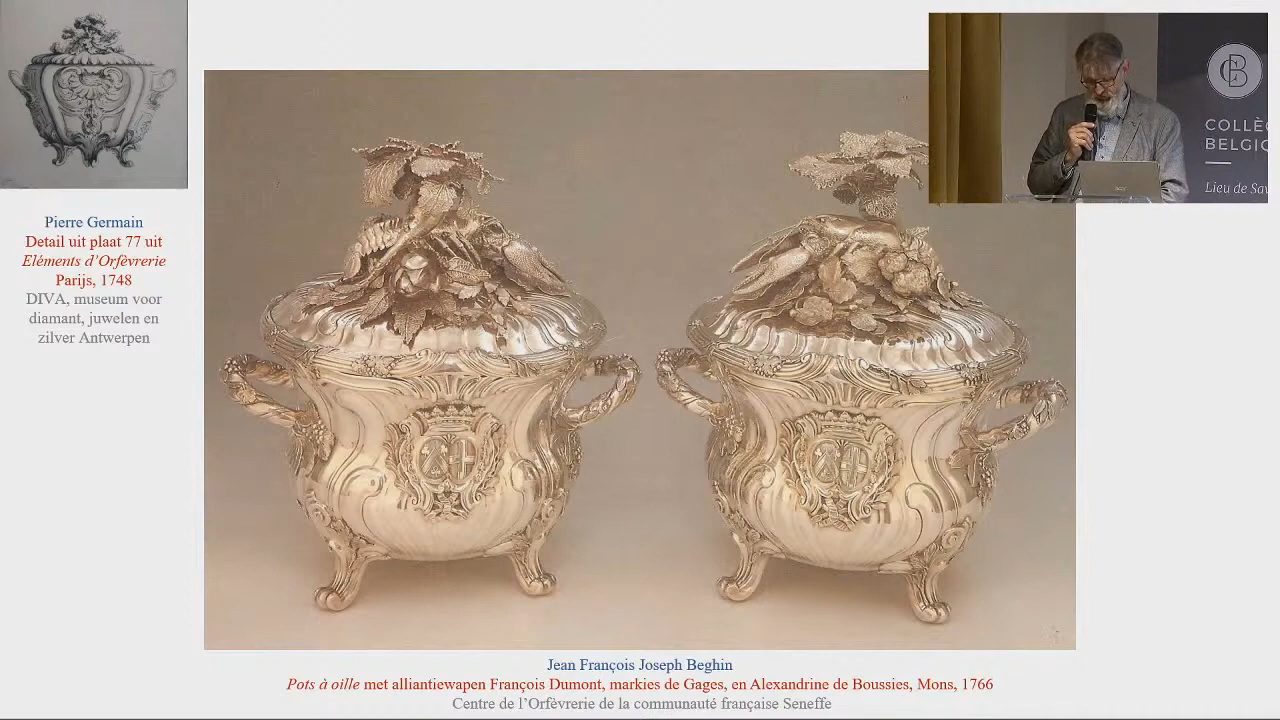 Pierre Germain
Detail uit plaat 77 uit
Eléments d’Orfèvrerie
Parijs, 1748
DIVA, museum voor
diamant, juwelen en
zilver Antwerpen
COLLÈ
BELGIQ
Lieu de Sav
Jean François Joseph Beghin
Pots à oille met alliantiewapen François Dumont, markies de Gages, en Alexandrine de Boussies, Mons, 1766
Centre de l’Orfèvrerie de la communauté française Seneffe